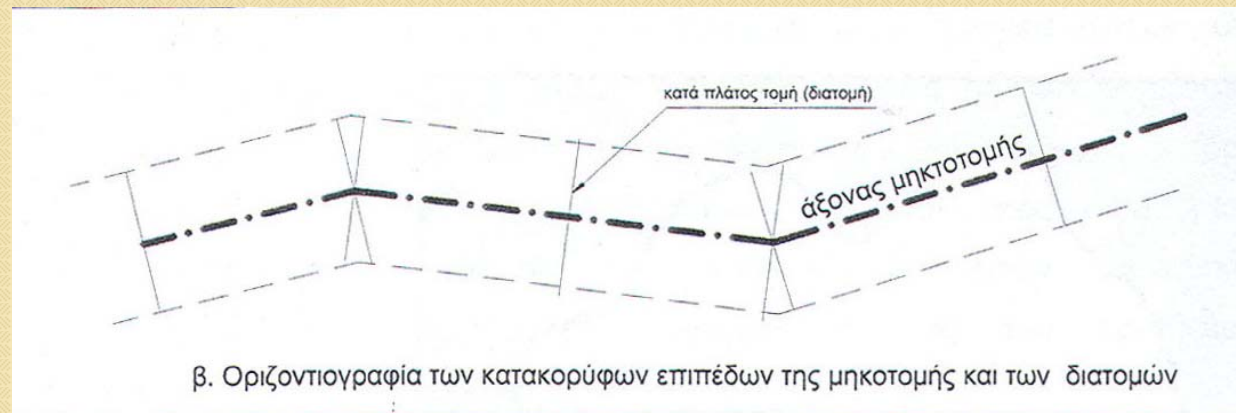 κατά πλάτος τομή (διατομή)
άξονας μηκτοτομής
β. Οριζοντιογραφία των κατακορύφων επιπέδων της μηκοτομής και των διατομών